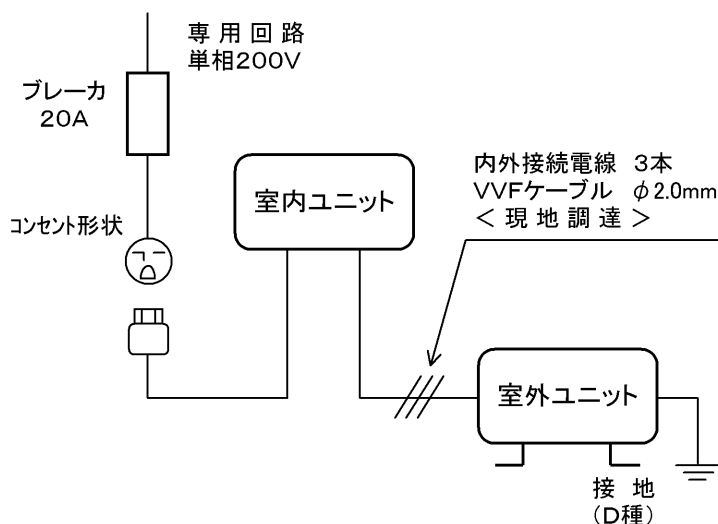 専用回路
単相200V
ブレーカ
20A
コンセント形状
室内ユニット
内外接続電線 3本
VVFケーブル φ2.0mm
<現地調達>
室外ユニット
接地
(D種)